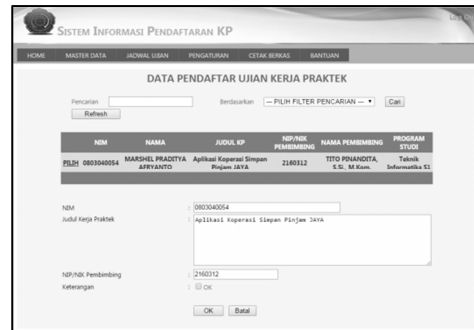 SISTEM INFORMASI PENDAFTARAN KP
HOME MASTER DATA JADWAL UJIAN PENGATURAN CETAK BERKAS BANTUAN
DATA PENDAFTAR UJIAN KERJA PRAKTEK
Pencarian Berdasarkan --- PILIH FILTER PENCARIAN --- Cari
Refresh
NIM NAMA JUDUL KP NIP/NIK PEMBIMBING NAMA PEMBIMBING PROGRAM STUDI
PILIH 0803040054 MARSHEL PRADITYA AFRYANTO Aplikasi Koperasi Simpan Pinjam JAYA 2160312 TITO PINANDITA, S.Si., M.Kom. Teknik Informatika S1
NIM : 0803040054
Judul Kerja Praktek : Aplikasi Koperasi Simpan Pinjam JAYA
NIP/NIK Pembimbing : 2160312
Keterangan : OK
OK Batal